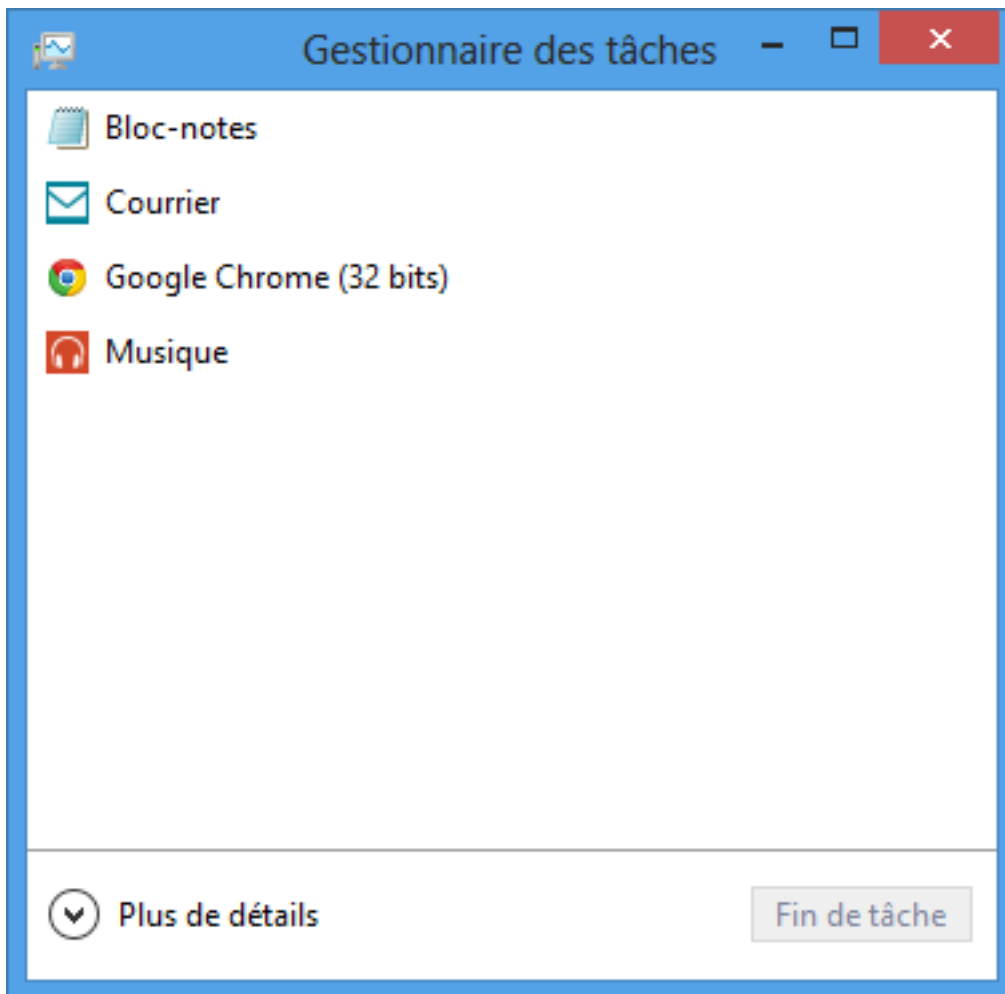 Gestionnaire des tâches
Bloc-notes
Courrier
Google Chrome (32 bits)
Musique
Plus de détails
Fin de tâche